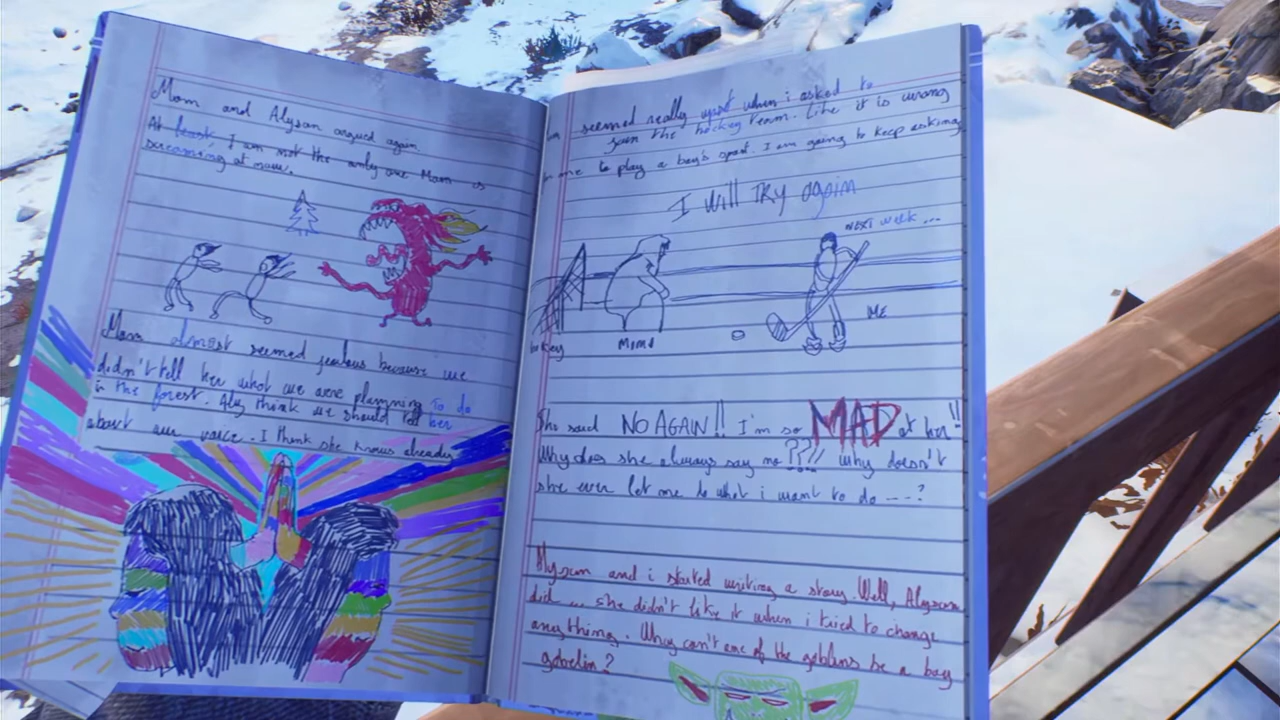 Mom and Alyson argued again
At least I am not the only one Mom is
screaming at now.
Mom almost seemed jealous because we
didn't tell her what we were planning to do
in the forest. Aly think we should tell her
about our voice.. I think she knows already
seemed really upset when i asked to
join the hockey team. Like it is wrong
me to play a boy's sport. I am going to keep asking
I will TRY again
next week ...
ME
MOM
She said NO AGAIN!! I'm so MAD at her!!
Why does she always say no ??!! Why doesn't
she ever let me do what i want to do ---?
Alyson and i started writing a story. Well, Alyson
did ... she didn't like it when i tried to change
anything. Why can't one of the goblins be a boy
gobelin?